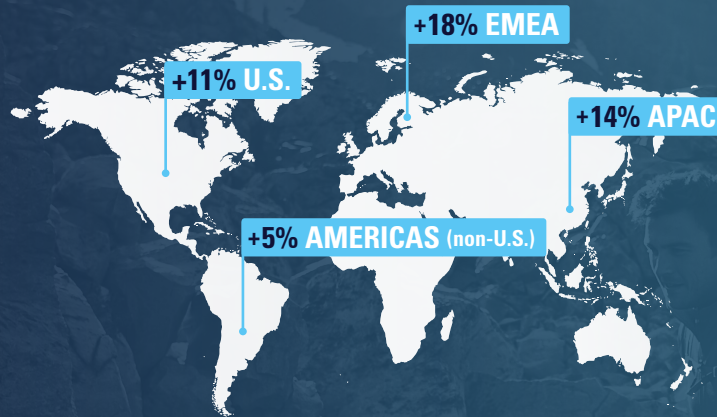 +18% EMEA
+11% U.S.
+14% APAC
+5% AMERICAS (non-U.S.)